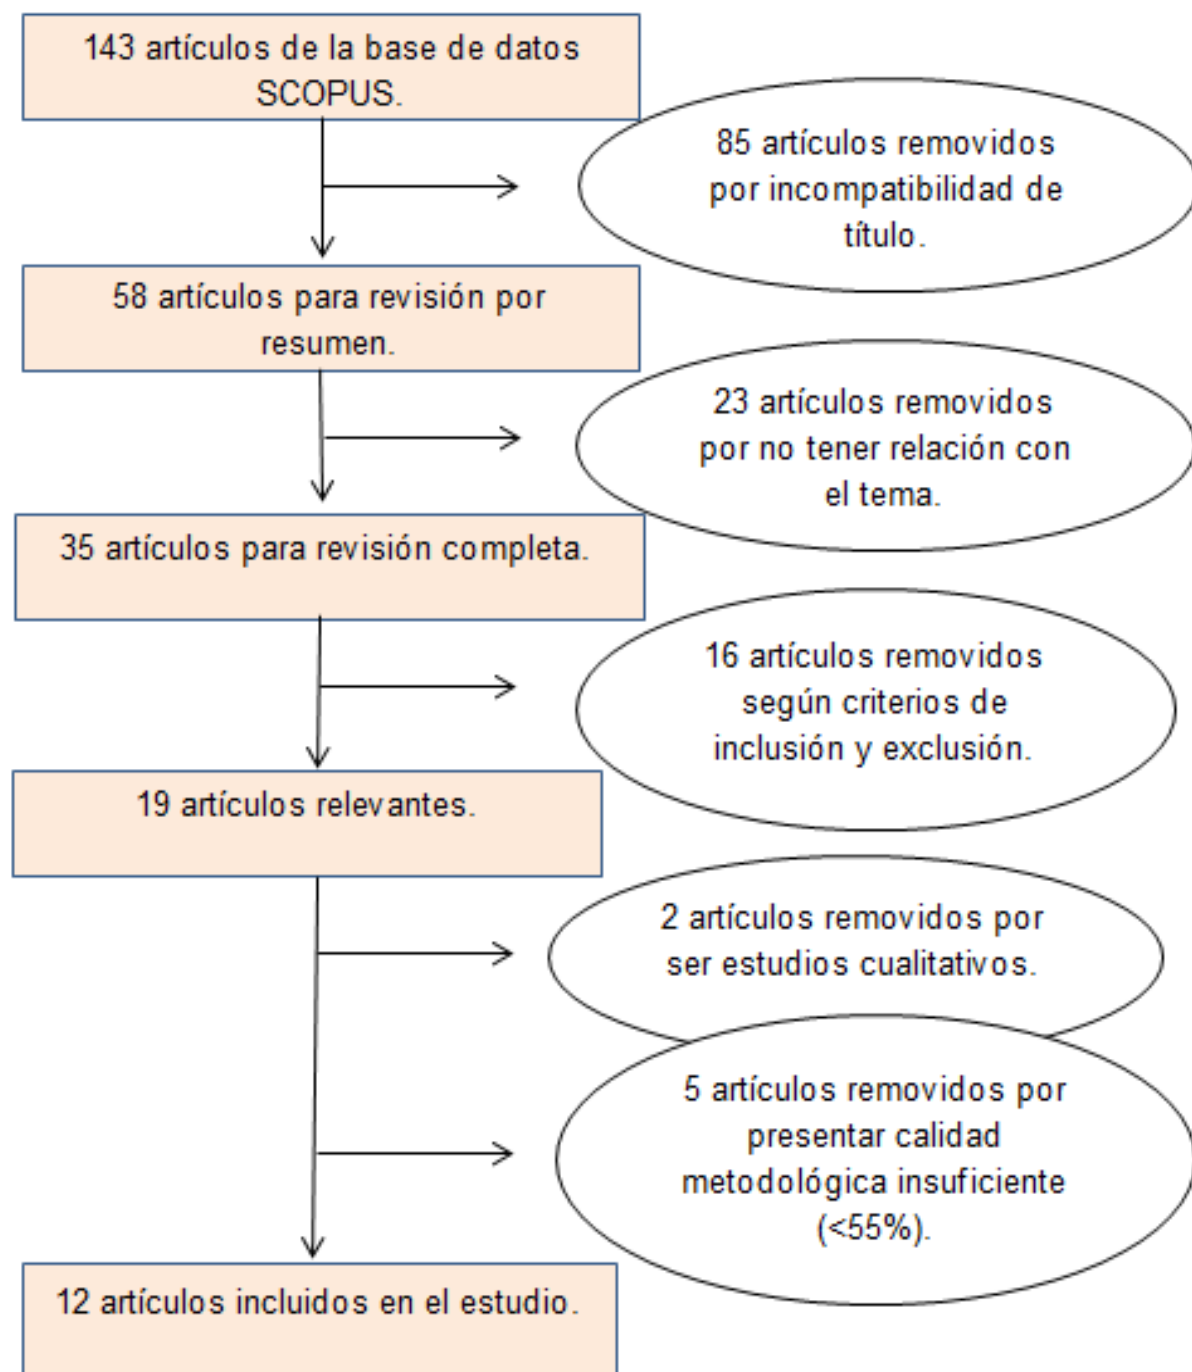 143 artículos de la base de datos
SCOPUS.
85 artículos removidos
por incompatibilidad de
título.
58 artículos para revisión por
resumen.
23 artículos removidos
por no tener relación con
el tema.
35 artículos para revisión completa.
16 artículos removidos
según criterios de
inclusión y exclusión.
19 artículos relevantes.
2 artículos removidos por
ser estudios cualitativos.
5 artículos removidos por
presentar calidad
metodológica insuficiente
(<55%).
12 artículos incluidos en el estudio.